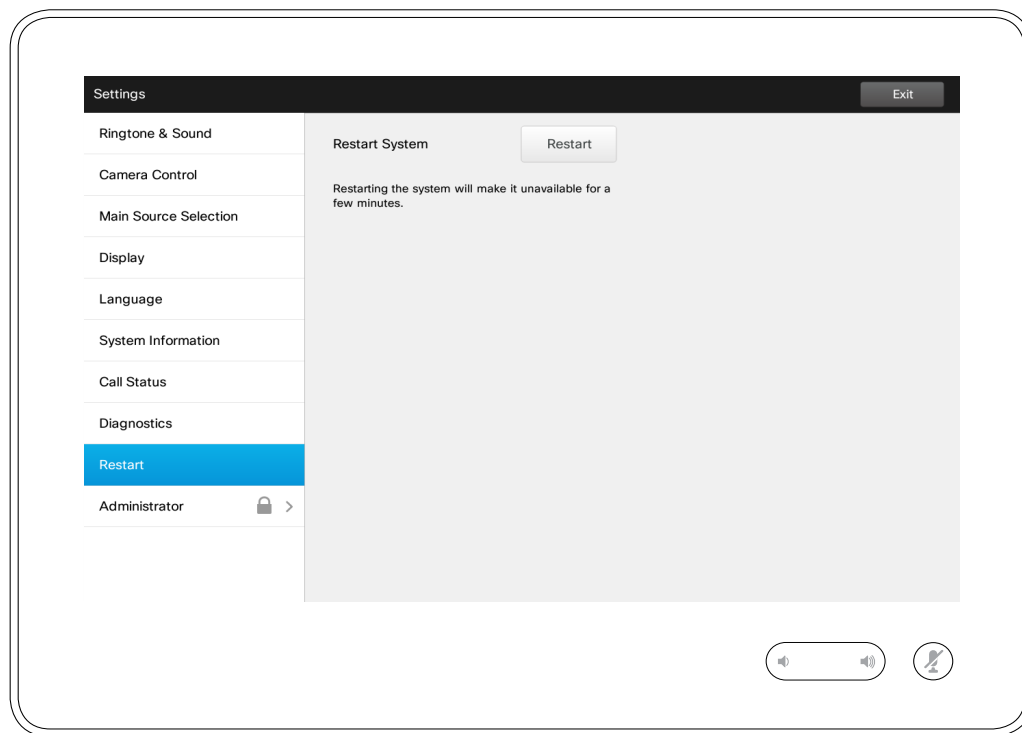 Settings
Exit
Ringtone & Sound
Camera Control
Main Source Selection
Display
Language
System Information
Call Status
Diagnostics
Restart
Administrator
Restart System
Restart
Restarting the system will make it unavailable for a
few minutes.